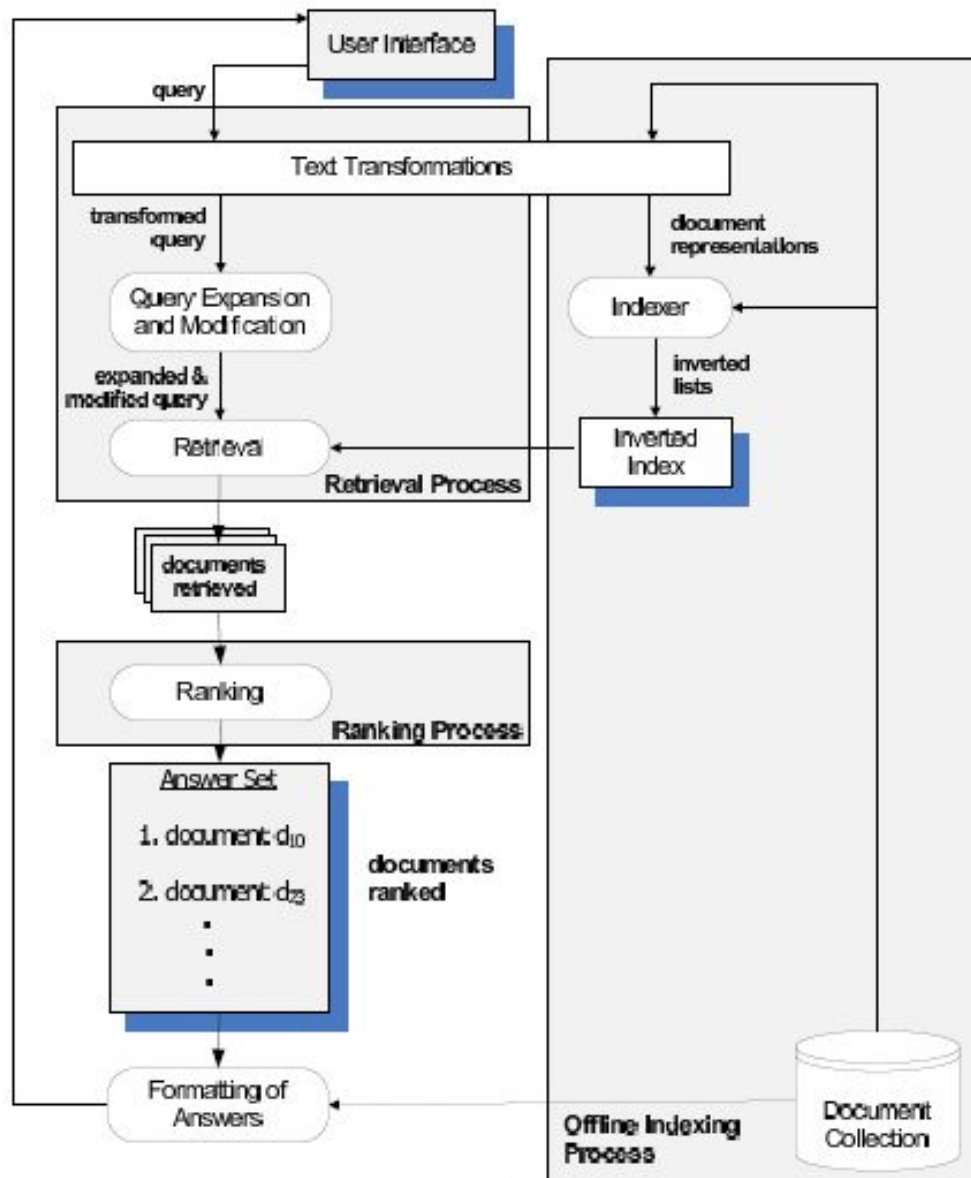 User Interface
query
Text Transformations
transformed
query
document
representations
Query Expansion
and Modification
Indexer
expanded &
modified query
inverted
lists
Retrieval
Inverted
Index
Retrieval Process
documents
retrieved
Ranking
Ranking Process
Answer Set
1. document d₁₀
2. document d₂₃
documents
ranked
Formatting of
Answers
Offline Indexing
Process
Document
Collection